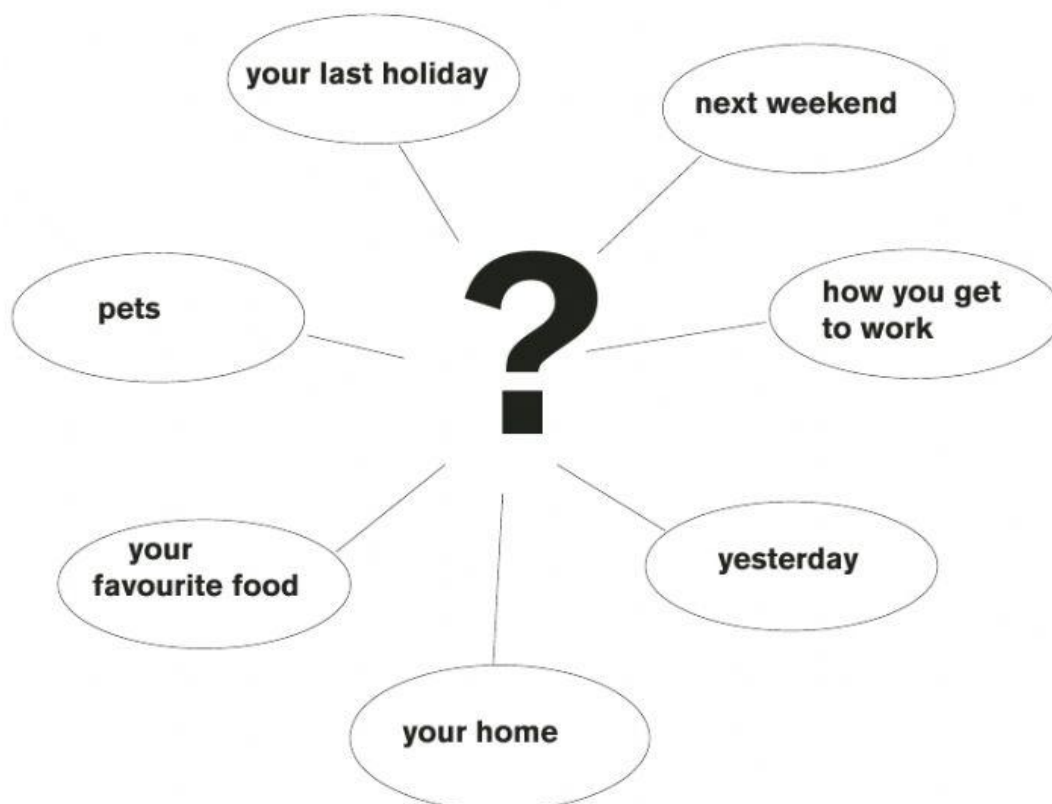 your last holiday
next weekend
pets
?
how you get
to work
your
favourite food
yesterday
your home